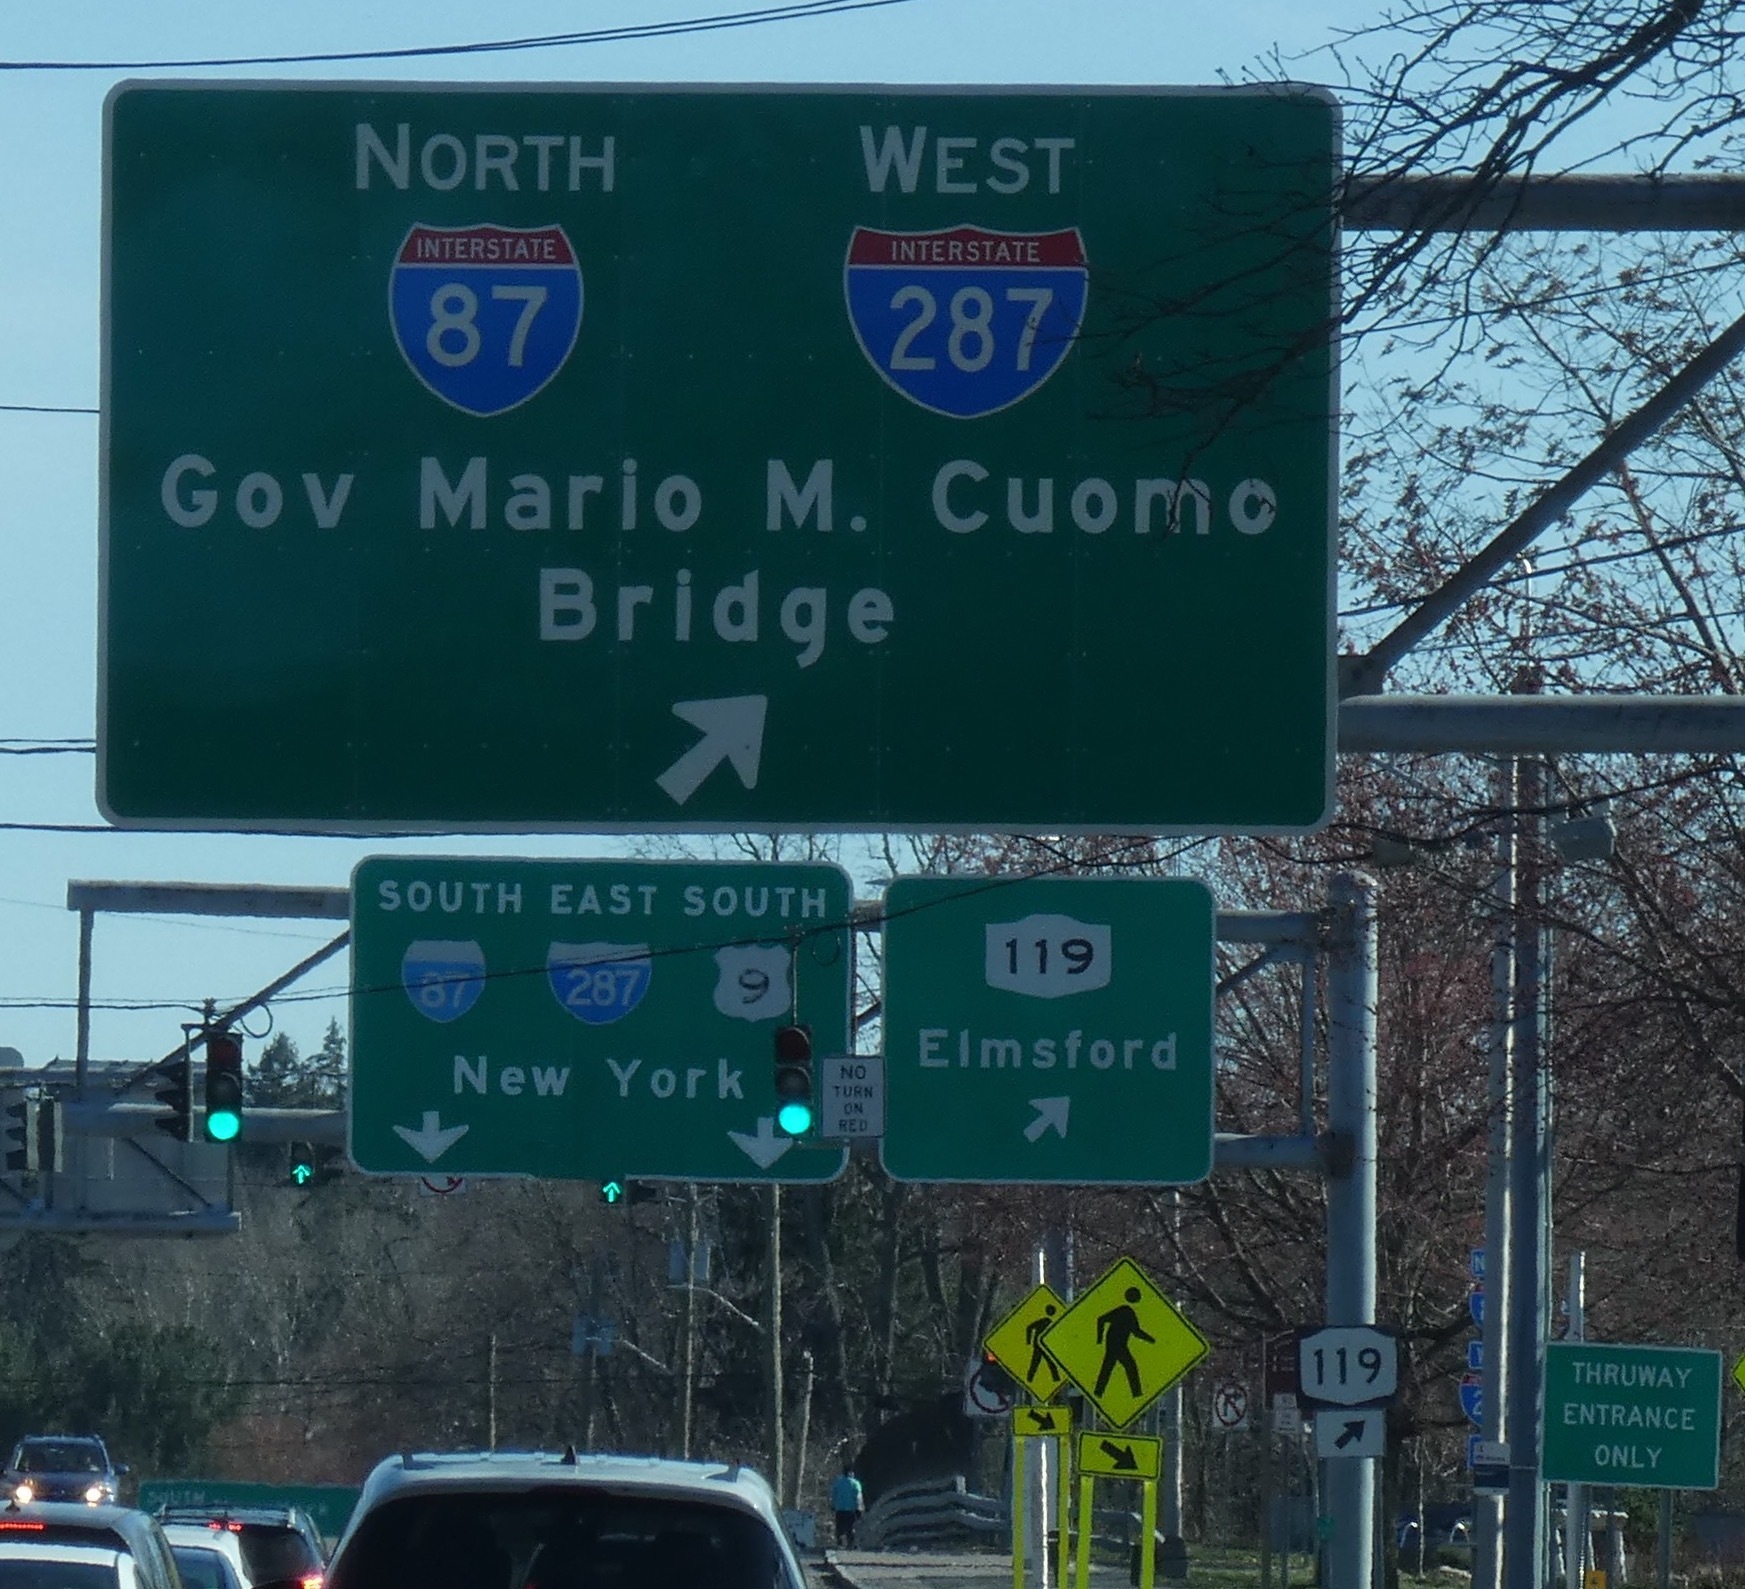 NORTH WEST
INTERSTATE INTERSTATE
87 287
Gov Mario M. Cuomo
Bridge
SOUTH EAST SOUTH
87 287 9
New York
119
Elmsford
NO
TURN
ON
RED
119
THRUWAY
ENTRANCE
ONLY
SOUTH